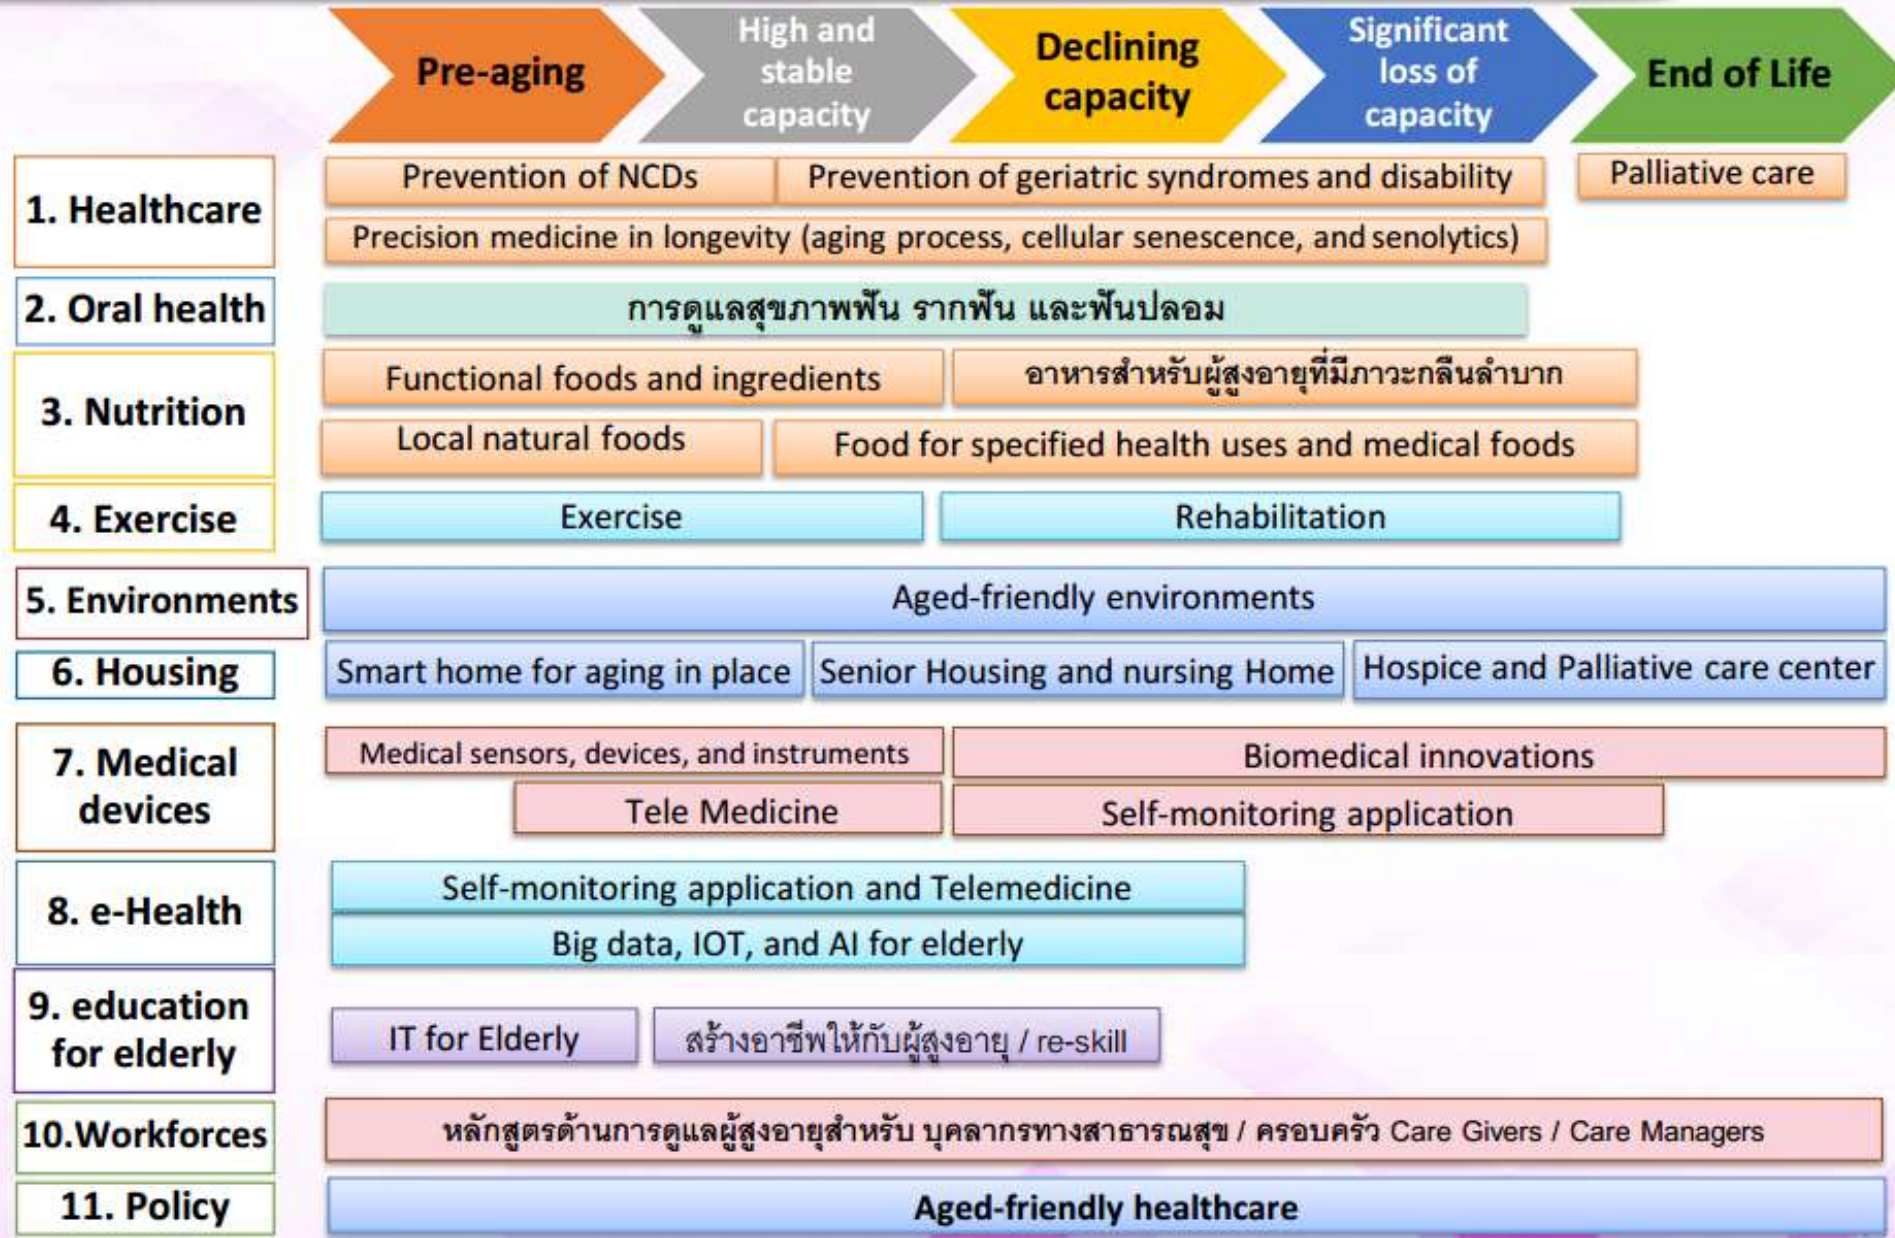 Pre-aging
High and
stable
capacity
Declining
capacity
Significant
loss of
capacity
End of Life
1. Healthcare
Prevention of NCDs
Prevention of geriatric syndromes and disability
Palliative care
Precision medicine in longevity (aging process, cellular senescence, and senolytics)
2. Oral health
การดูแลสุขภาพฟัน รากฟัน และฟันปลอม
3. Nutrition
Functional foods and ingredients
อาหารสำหรับผู้สูงอายุที่มีภาวะกลืนลำบาก
Local natural foods
Food for specified health uses and medical foods
4. Exercise
Exercise
Rehabilitation
5. Environments
Aged-friendly environments
6. Housing
Smart home for aging in place
Senior Housing and nursing Home
Hospice and Palliative care center
7. Medical
devices
Medical sensors, devices, and instruments
Biomedical innovations
Tele Medicine
Self-monitoring application
8. e-Health
Self-monitoring application and Telemedicine
Big data, IOT, and AI for elderly
9. education
for elderly
IT for Elderly
สร้างอาชีพให้กับผู้สูงอายุ / re-skill
10.Workforces
หลักสูตรด้านการดูแลผู้สูงอายุสำหรับ บุคลากรทางสาธารณสุข / ครอบครัว Care Givers / Care Managers
11. Policy
Aged-friendly healthcare